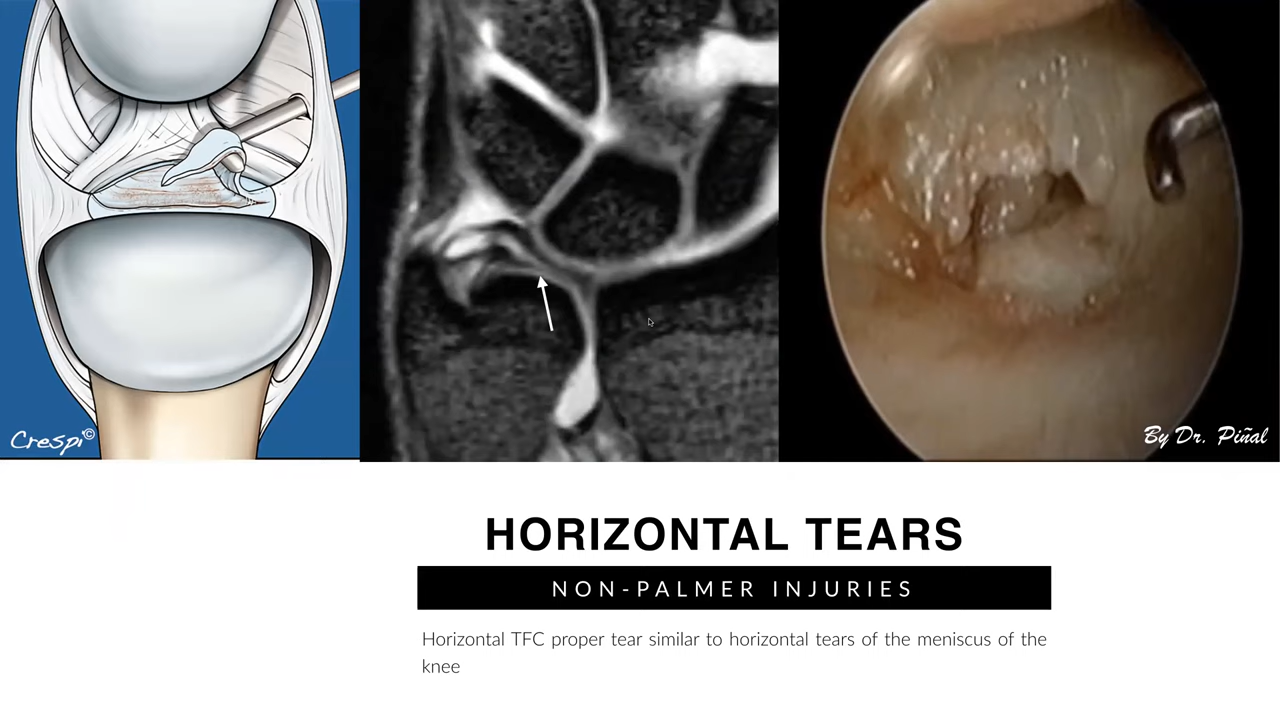 Crespi©
By Dr. Piñal
HORIZONTAL TEARS
NON-PALMER INJURIES
Horizontal TFC proper tear similar to horizontal tears of the meniscus of the
knee